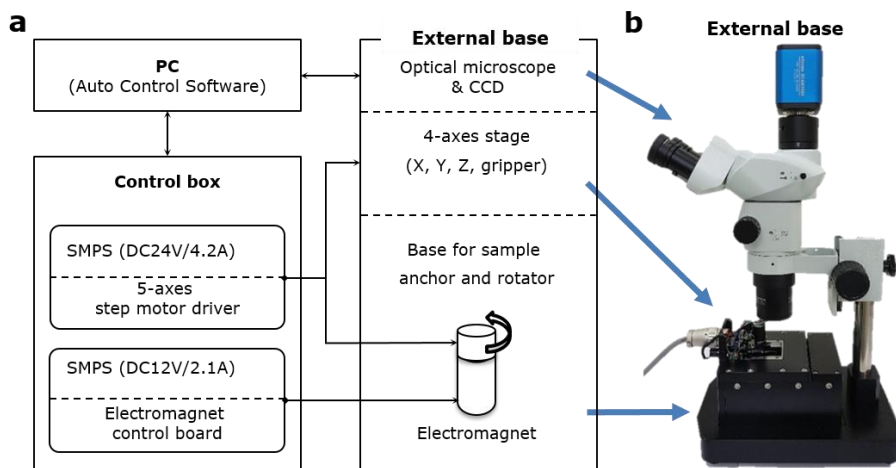 a
PC
(Auto Control Software)
Control box
SMPS (DC24V/4.2A)
5-axes
step motor driver
SMPS (DC12V/2.1A)
Electromagnet
control board
External base
Optical microscope
& CCD
4-axes stage
(X, Y, Z, gripper)
Base for sample
anchor and rotator
Electromagnet
b
External base